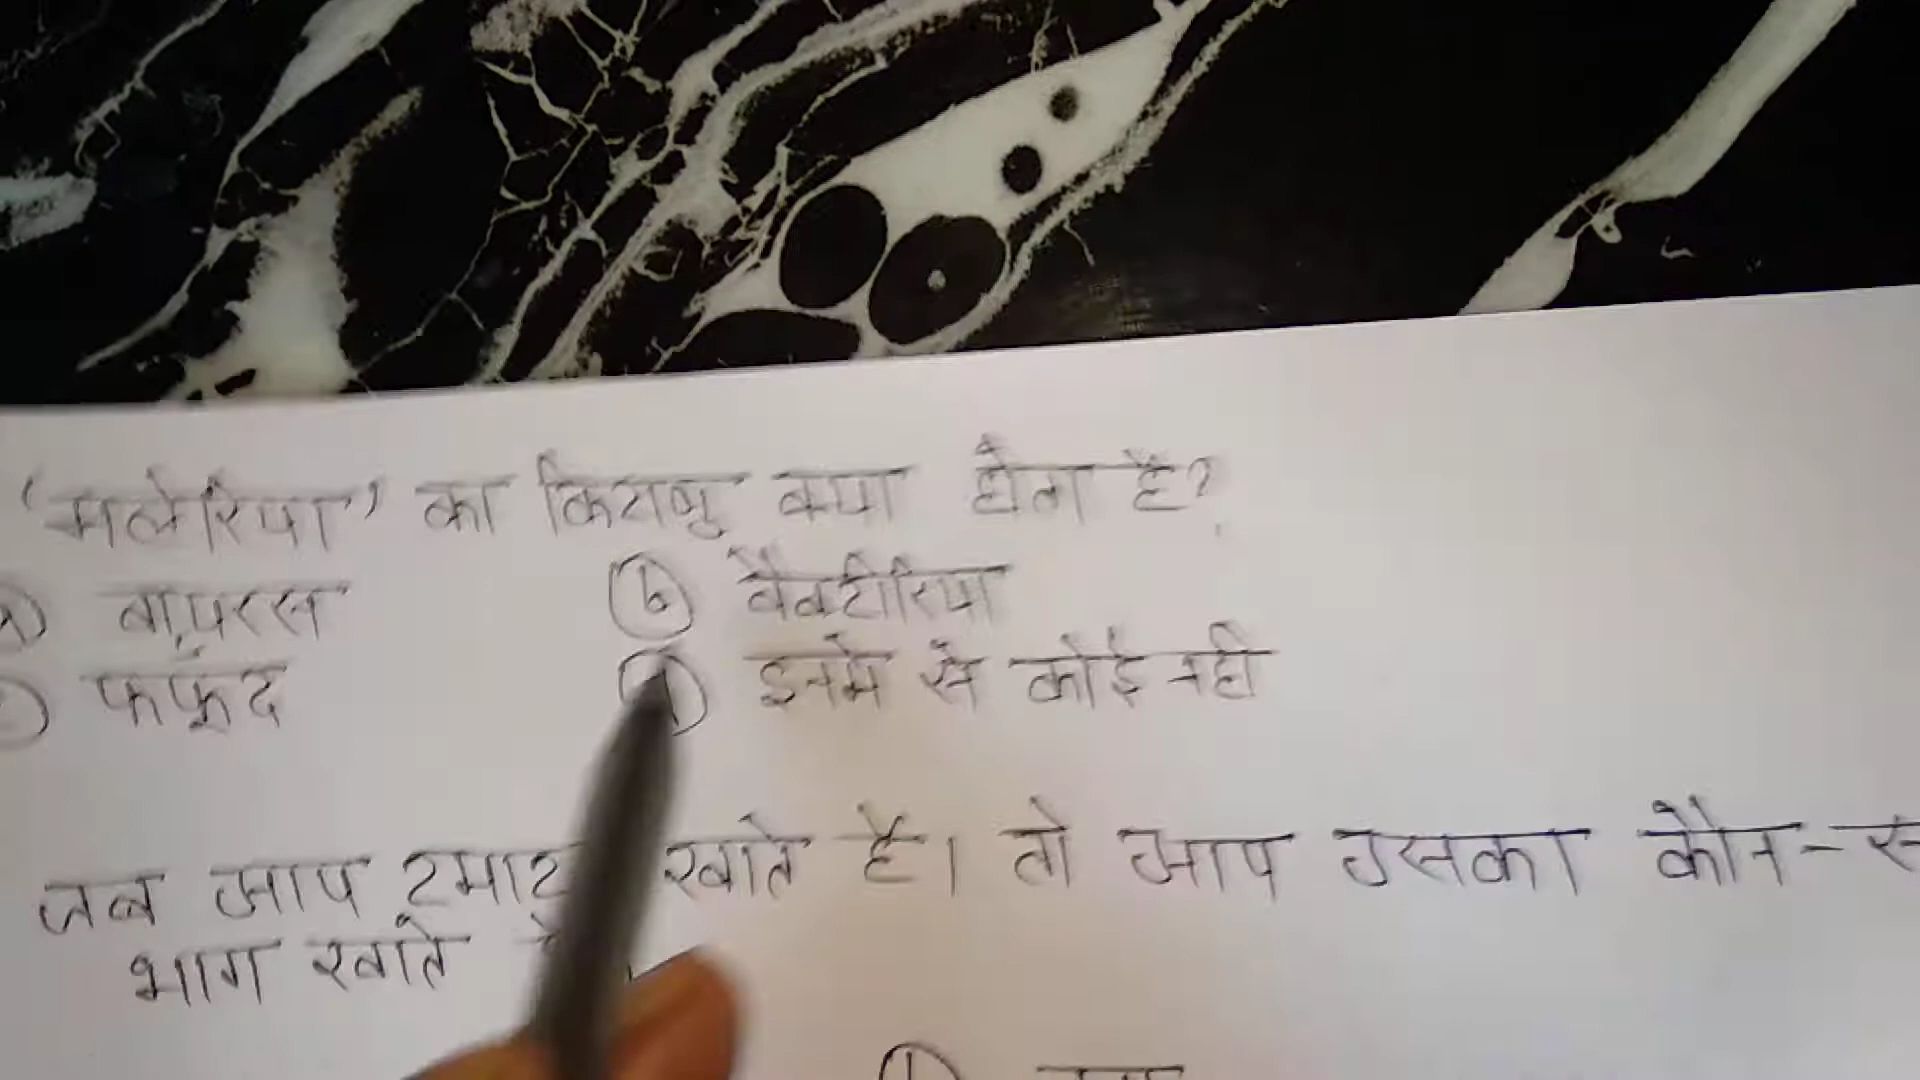 'मलेरिया' का किटाणु क्या होता है?
वायरस (b) बैक्टीरिया
फफूंद (d) इनमे से कोई नही
जब आप टमाटर खाते है। तो आप उसका कौन-स
भाग खाते